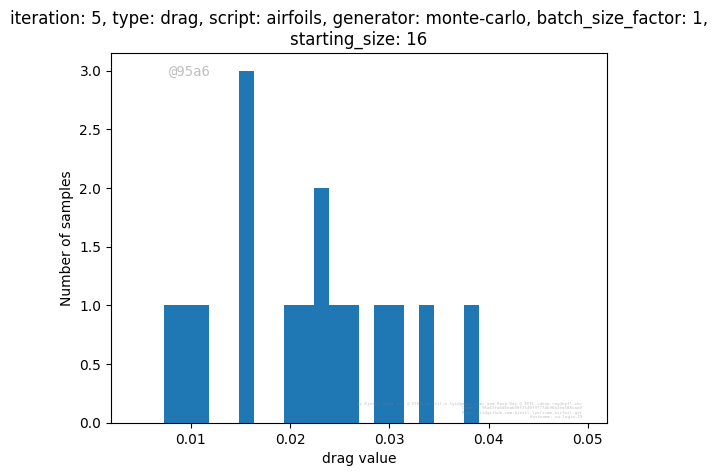 iteration: 5, type: drag, script: airfoils, generator: monte-carlo, batch_size_factor: 1,
starting_size: 16
@95a6
3.0
2.5
2.0
1.5
1.0
0.5
0.0
Number of samples
0.01
0.02
0.03
0.04
0.05
drag value